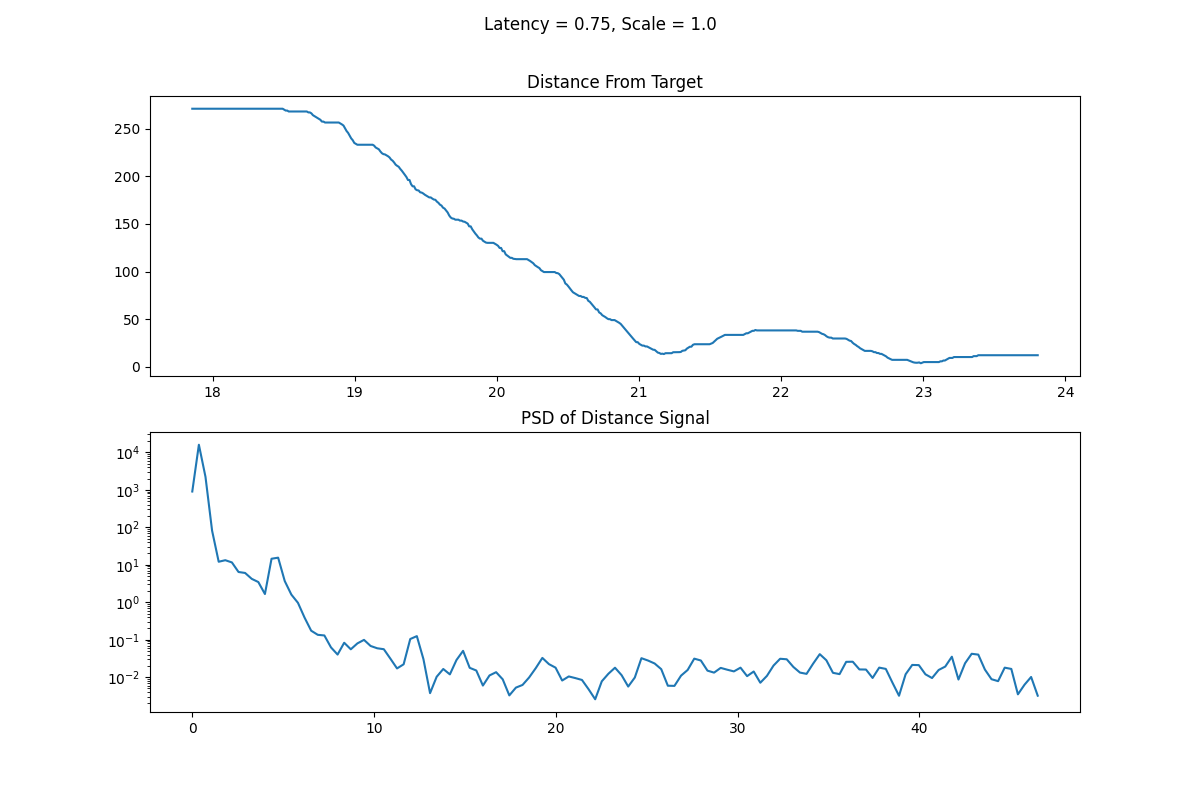 Latency = 0.75, Scale = 1.0
Distance From Target
250
200
150
100
50
0
18 19 20 21 22 23 24
PSD of Distance Signal
10⁴
10³
10²
10¹
10⁰
10⁻¹
10⁻²
0 10 20 30 40